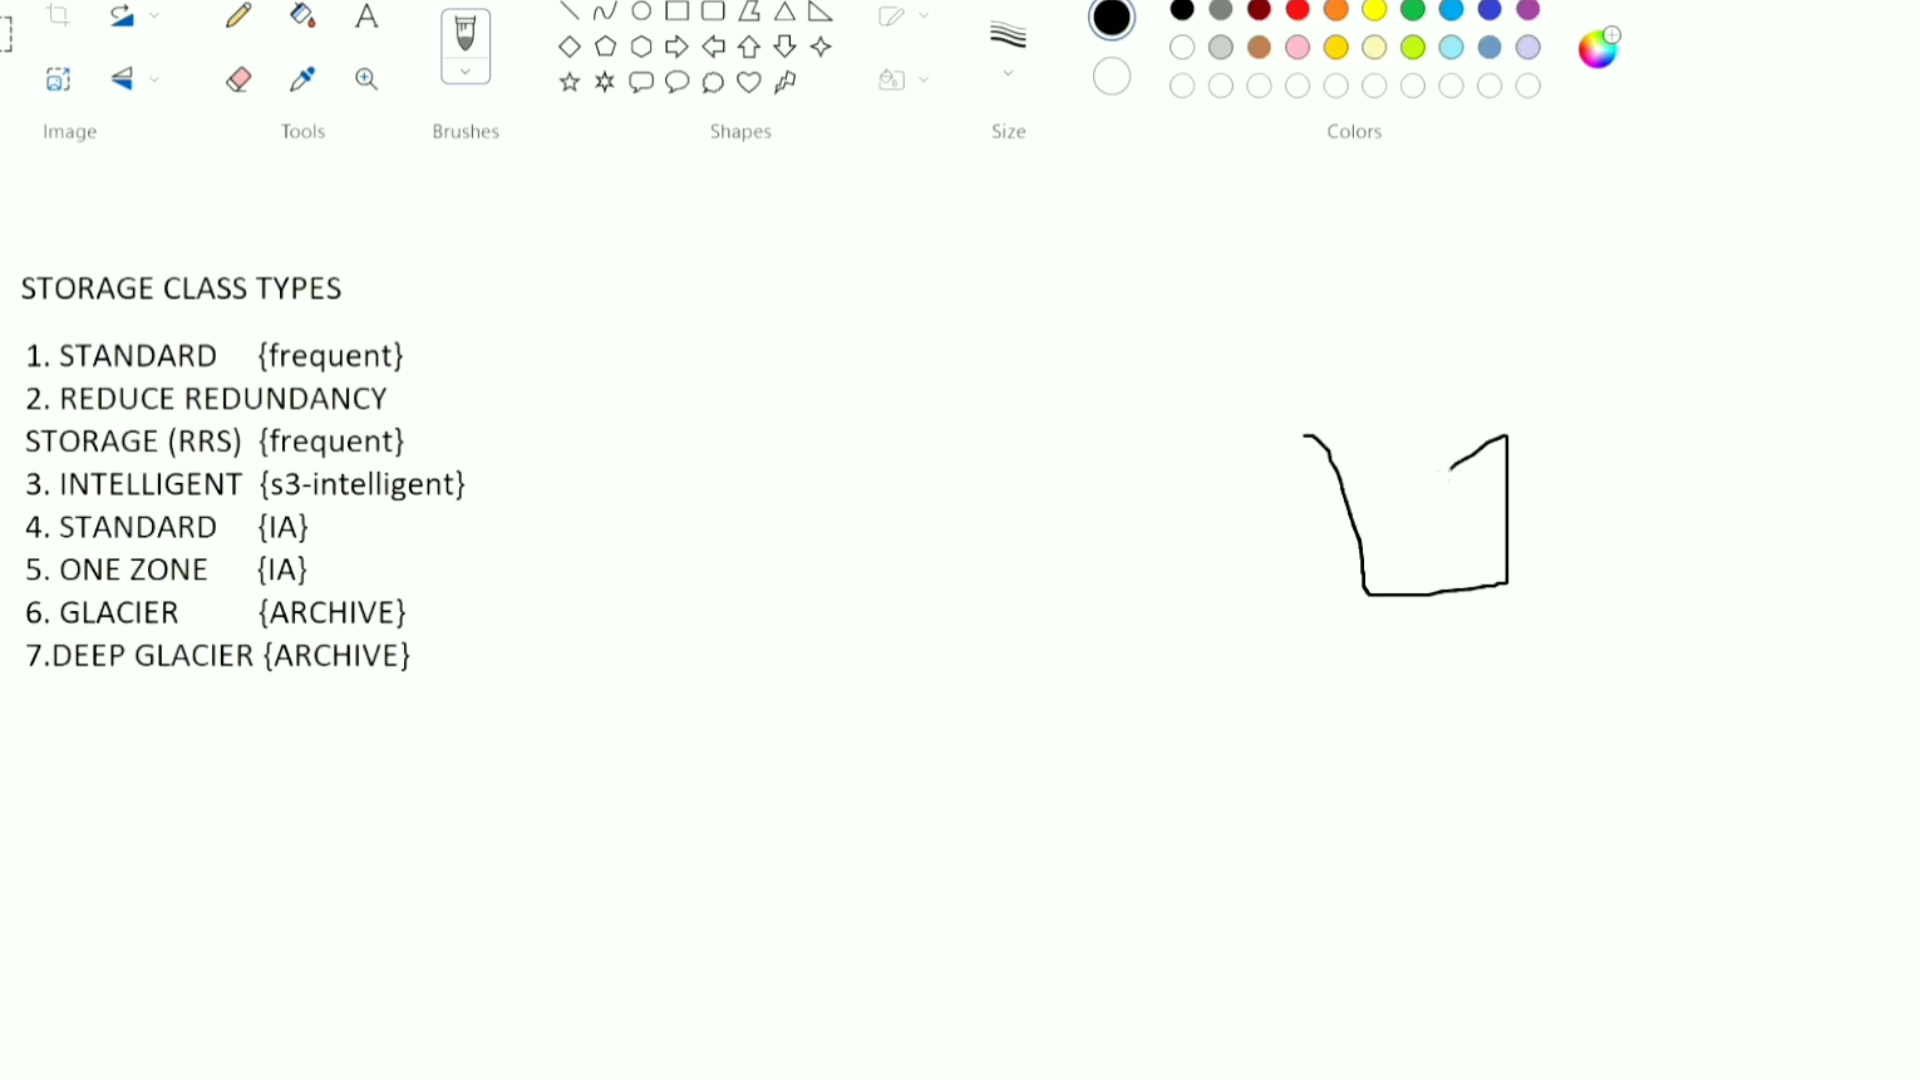 Image
Tools
Brushes
Shapes
Size
Colors
STORAGE CLASS TYPES
1. STANDARD {frequent}
2. REDUCE REDUNDANCY
STORAGE (RRS) {frequent}
3. INTELLIGENT {s3-intelligent}
4. STANDARD {IA}
5. ONE ZONE {IA}
6. GLACIER {ARCHIVE}
7.DEEP GLACIER {ARCHIVE}